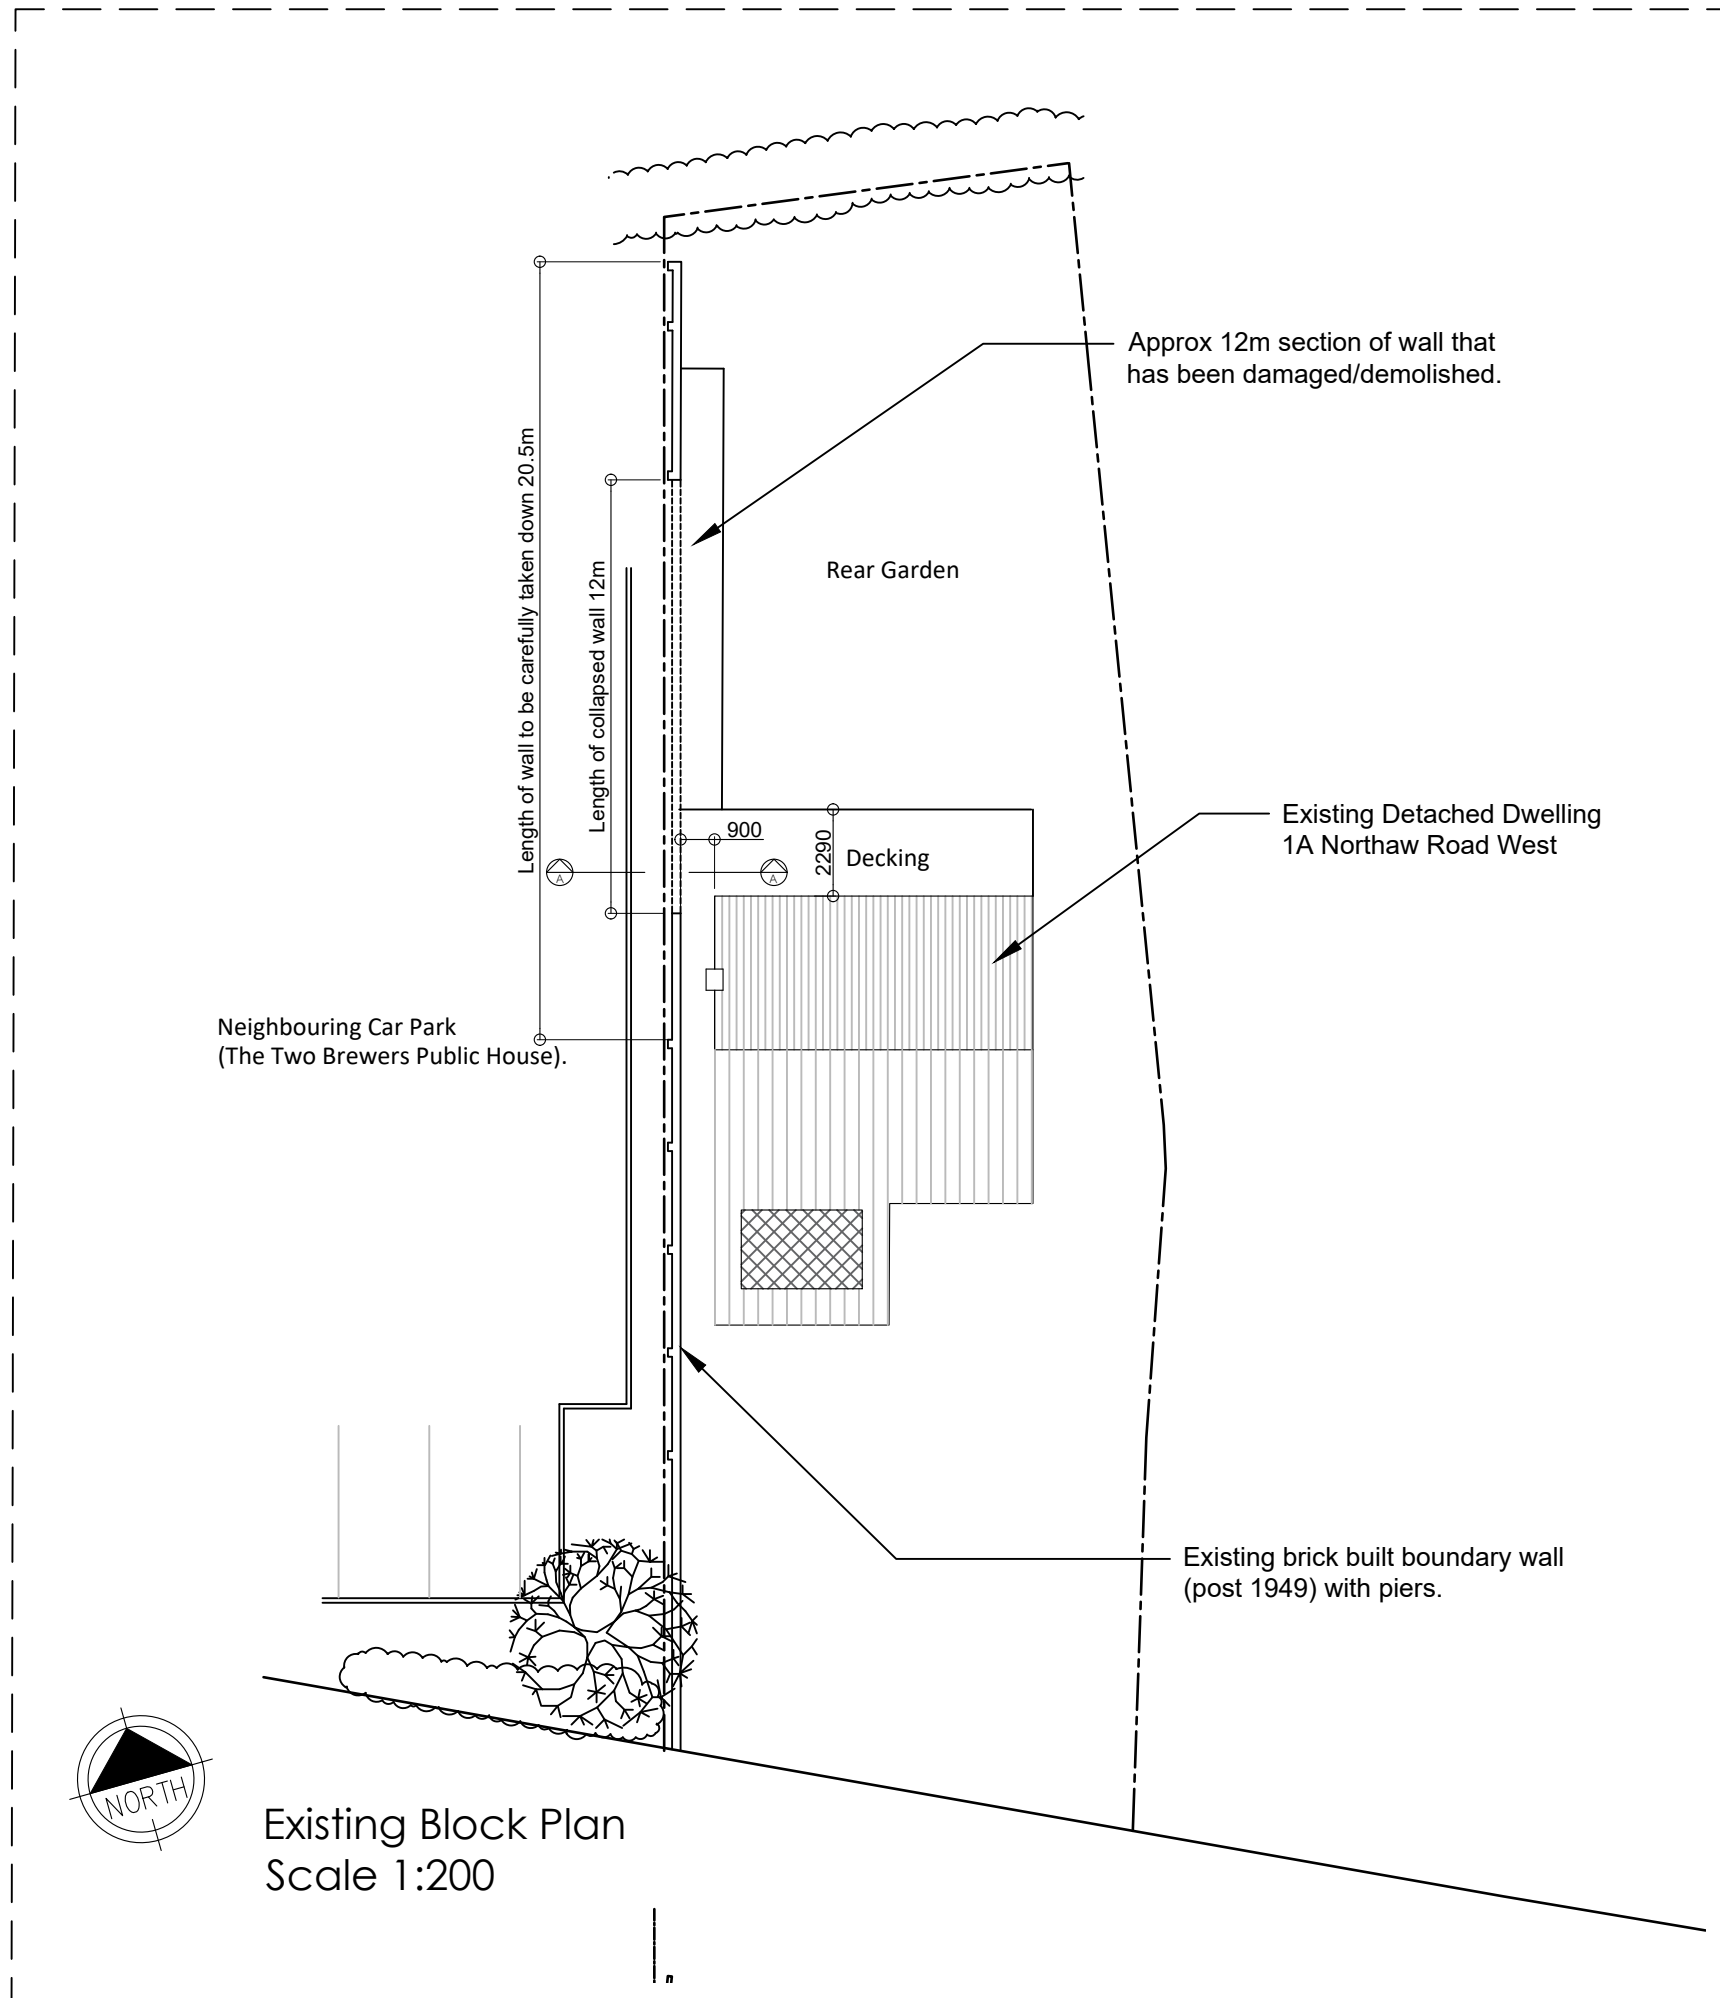 Approx 12m section of wall that
has been damaged/demolished.
Length of wall to be carefully taken down 20.5m
Length of collapsed wall 12m
Rear Garden
Existing Detached Dwelling
1A Northaw Road West
900
2290
Decking
A
A
Neighbouring Car Park
(The Two Brewers Public House).
Existing brick built boundary wall
(post 1949) with piers.
NORTH
Existing Block Plan
Scale 1:200